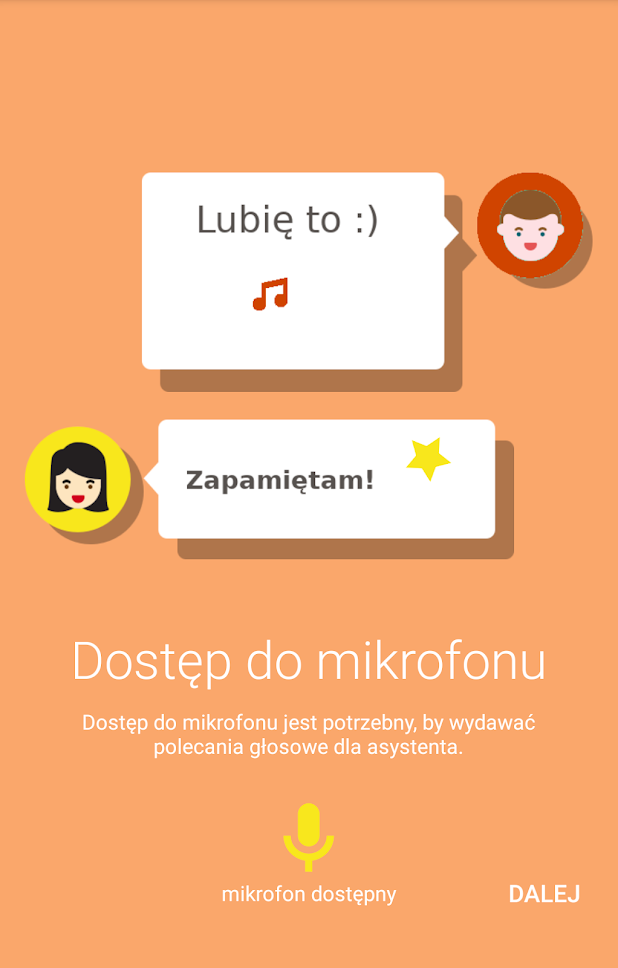 Lubię to :)
Zapamiętam!
Dostęp do mikrofonu
Dostęp do mikrofonu jest potrzebny, by wydawać
polecania głosowe dla asystenta.
mikrofon dostępny
DALEJ